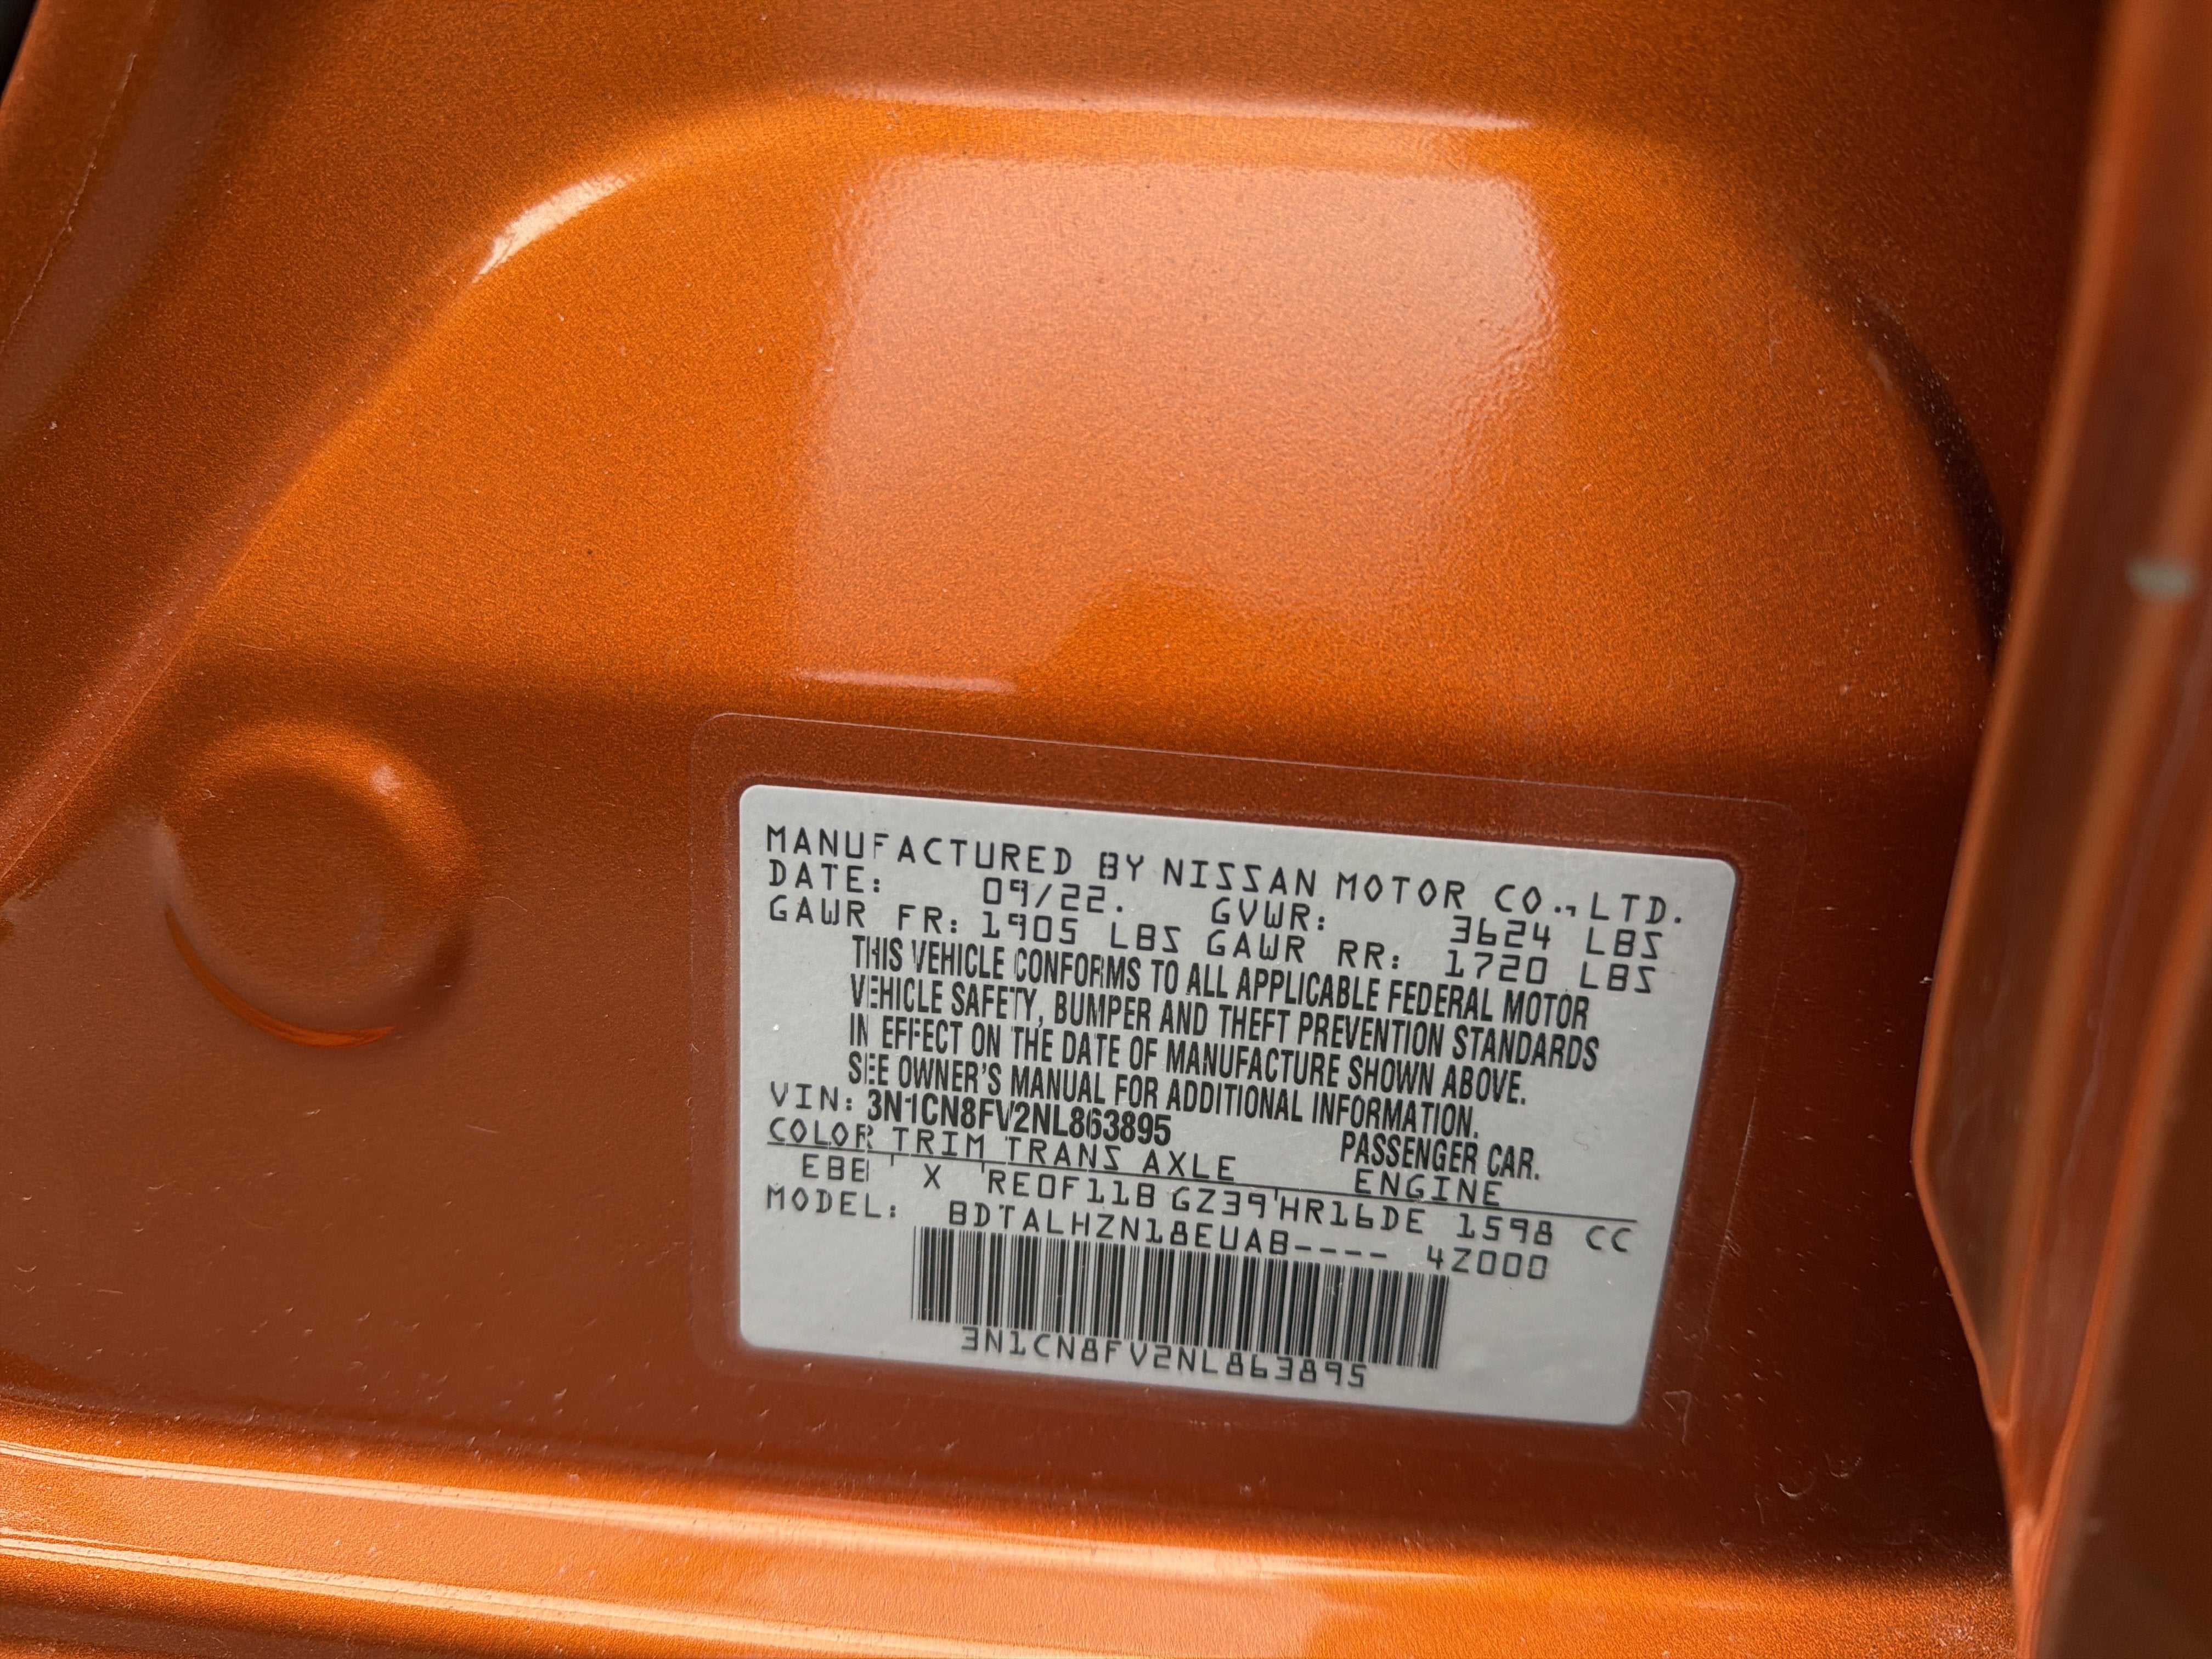 MANUFACTURED BY NISSAN MOTOR CO., LTD.
DATE: 09/22. GVWR: 3624 LBS
GAWR FR: 1905 LBS GAWR RR: 1720 LBS
THIS VEHICLE CONFORMS TO ALL APPLICABLE FEDERAL MOTOR
VEHICLE SAFETY, BUMPER AND THEFT PREVENTION STANDARDS
IN EFFECT ON THE DATE OF MANUFACTURE SHOWN ABOVE.
SEE OWNER'S MANUAL FOR ADDITIONAL INFORMATION.
VIN: 3N1CN8FV2NL863895 PASSENGER CAR.
COLOR TRIM TRANS AXLE ENGINE
EBE X RE0F11B GZ39 HR16DE 1598 CC
MODEL: BDTALHZN18EUAB---- 4Z000
3N1CN8FV2NL863895